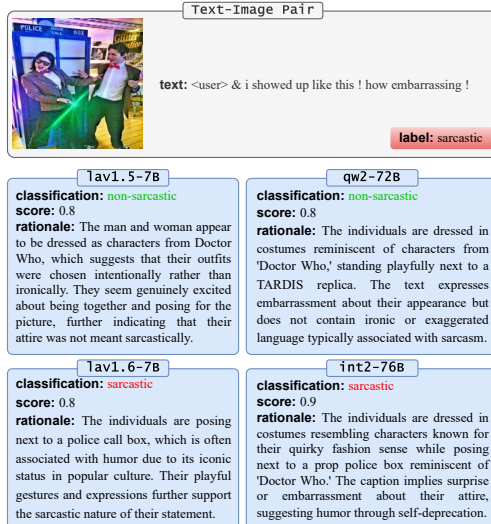 Text-Image Pair
POLICE BOX
text: <user> & i showed up like this ! how embarrassing !
label: sarcastic
lav1.5-7B
classification: non-sarcastic
score: 0.8
rationale: The man and woman appear
to be dressed as characters from Doctor
Who, which suggests that their outfits
were chosen intentionally rather than
ironically. They seem genuinely excited
about being together and posing for the
picture, further indicating that their
attire was not meant sarcastically.
qw2-72B
classification: non-sarcastic
score: 0.8
rationale: The individuals are dressed in
costumes reminiscent of characters from
'Doctor Who,' standing playfully next to a
TARDIS replica. The text expresses
embarrassment about their appearance but
does not contain ironic or exaggerated
language typically associated with sarcasm.
lav1.6-7B
classification: sarcastic
score: 0.8
rationale: The individuals are posing
next to a police call box, which is often
associated with humor due to its iconic
status in popular culture. Their playful
gestures and expressions further support
the sarcastic nature of their statement.
int2-76B
classification: sarcastic
score: 0.9
rationale: The individuals are dressed in
costumes resembling characters known for
their quirky fashion sense while posing
next to a prop police box reminiscent of
'Doctor Who.' The caption implies surprise
or embarrassment about their attire,
suggesting humor through self-deprecation.